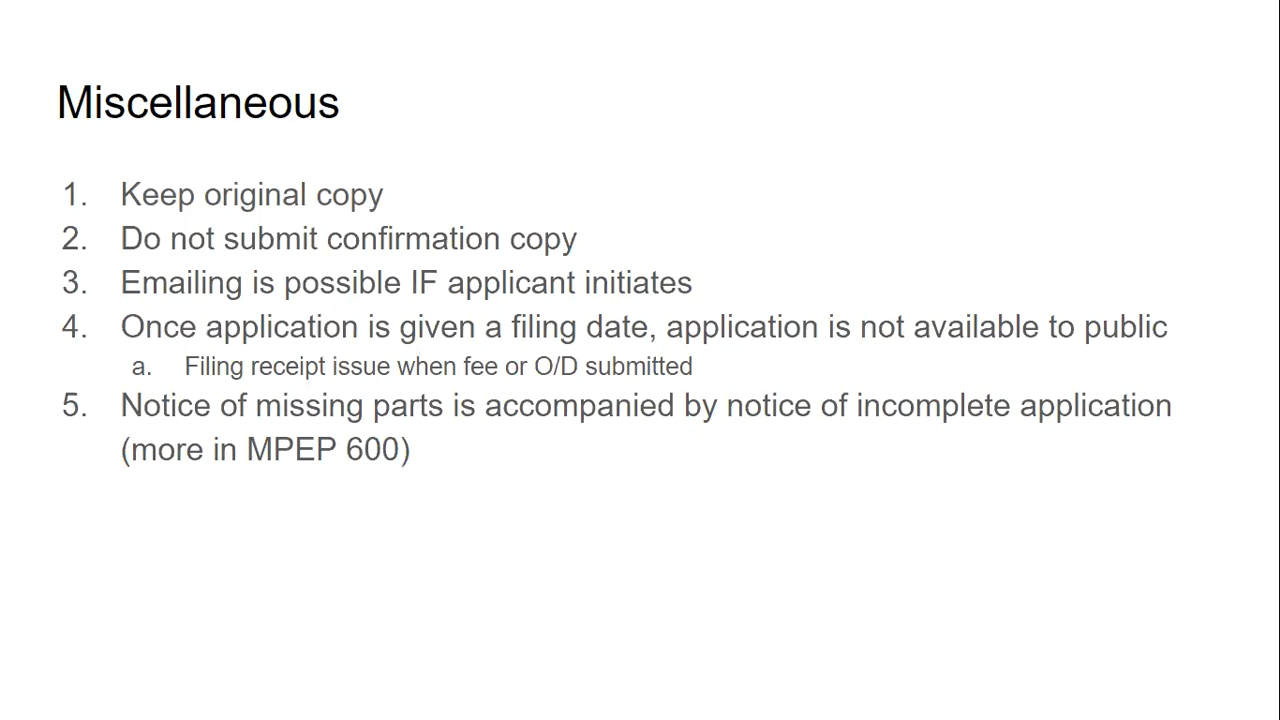 Miscellaneous
1. Keep original copy
2. Do not submit confirmation copy
3. Emailing is possible IF applicant initiates
4. Once application is given a filing date, application is not available to public
a. Filing receipt issue when fee or O/D submitted
5. Notice of missing parts is accompanied by notice of incomplete application
(more in MPEP 600)